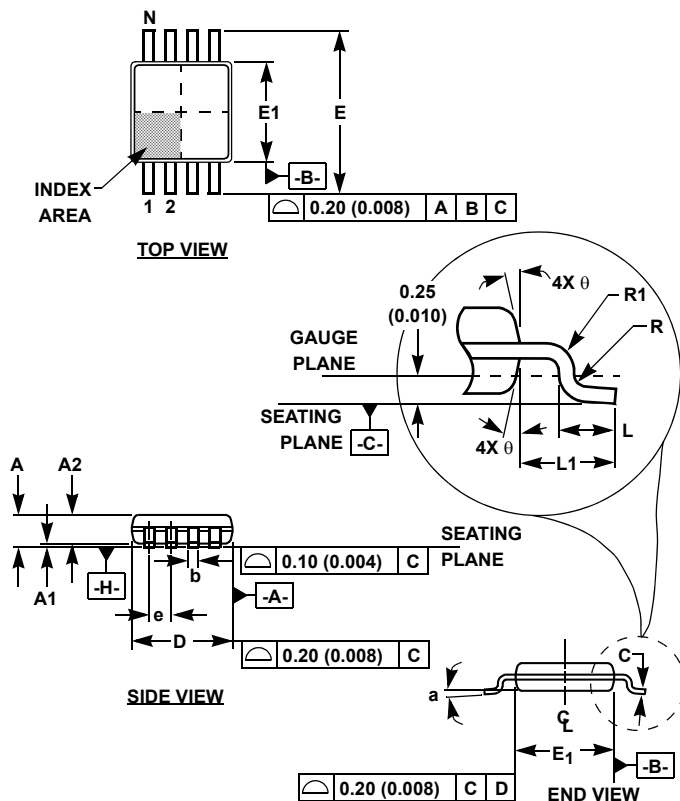 N
E1
E
-B-
INDEX
AREA
1 2
0.20 (0.008) A B C
TOP VIEW
0.25
(0.010)
4X θ
R1
R
GAUGE
PLANE
SEATING
PLANE
-C-
4X θ
L
L1
A
A2
SEATING
PLANE
A1
-H-
b
0.10 (0.004) C
-A-
e
D
0.20 (0.008) C
SIDE VIEW
C
a
CL
E1
-B-
0.20 (0.008) C D
END VIEW